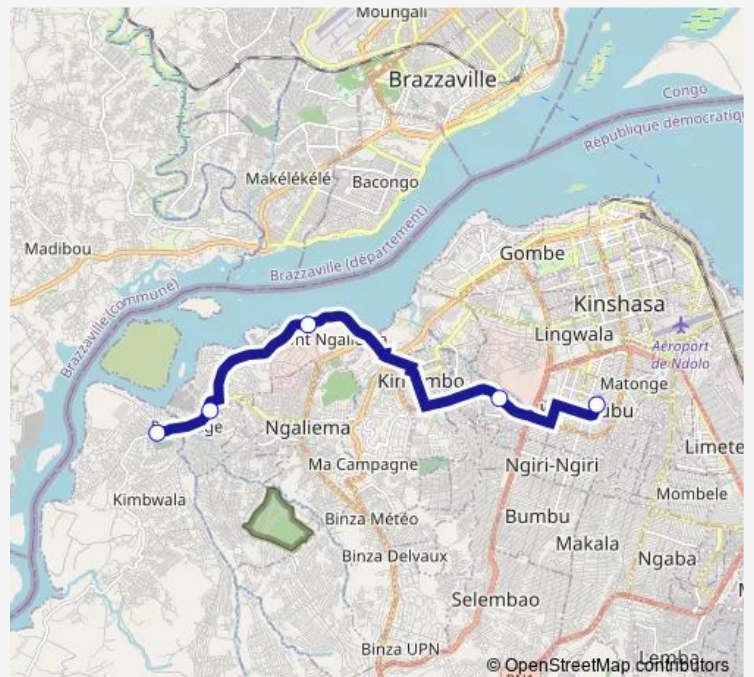 Moungali
Brazzaville
Congo
République démocratiq
Makélékélé
Bacongo
Brazzaville (département)
Madibou
Brazzaville (commune)
Gombe
Kinshasa
Lingwala
Aéroport
de Ndolo
Matonge
Ngaliema
Ngiri-Ngiri
Limete
Ma Campagne
Kimbwala
Mombele
Binza Météo
Bumbu
Makala
Ngaba
Binza Delvaux
Selembao
Binza UPN
Lemba
© OpenStreetMap contributors